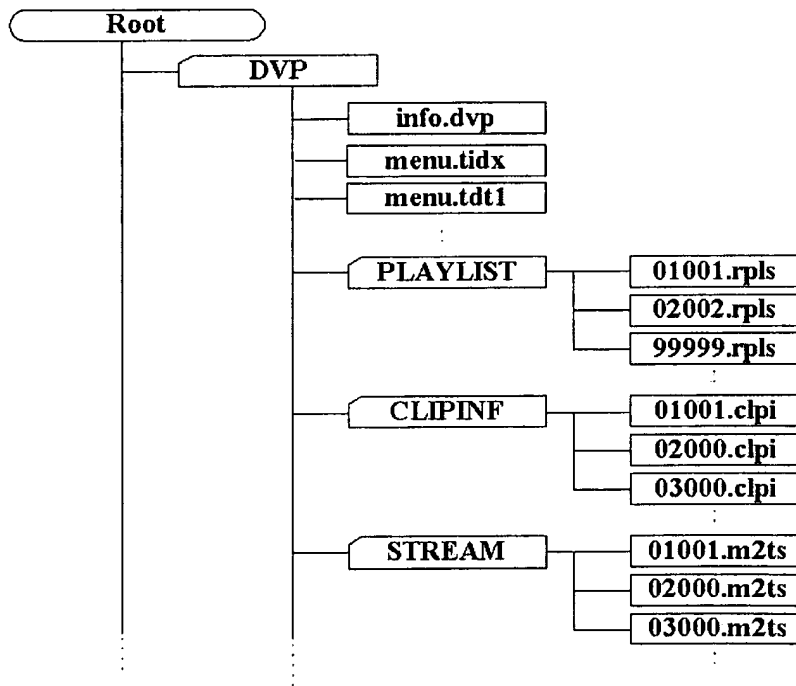 Root
DVP
info.dvp
menu.tidx
menu.tdt1
PLAYLIST
01001.rpls
02002.rpls
99999.rpls
CLIPINF
01001.clpi
02000.clpi
03000.clpi
STREAM
01001.m2ts
02000.m2ts
03000.m2ts